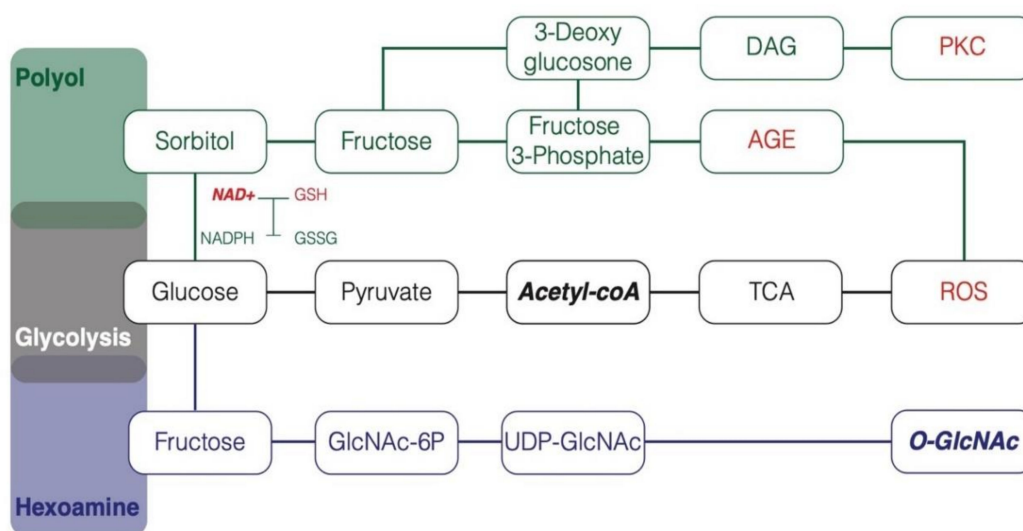 3-Deoxy
glucosone
DAG
PKC
Polyol
Sorbitol
Fructose
Fructose
3-Phosphate
AGE
NAD+
GSH
NADPH
GSSG
Glucose
Pyruvate
Acetyl-coA
TCA
ROS
Glycolysis
Fructose
GlcNAc-6P
UDP-GlcNAc
O-GlcNAc
Hexoamine